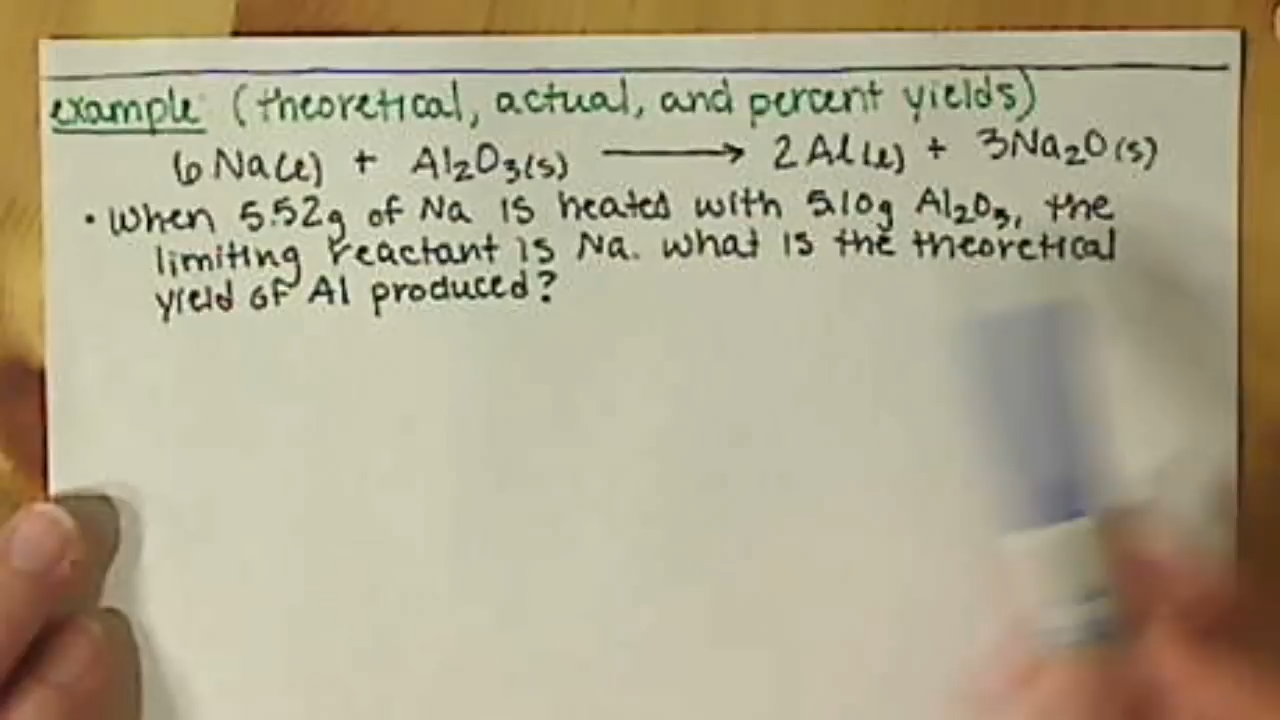 example: (theoretical, actual, and percent yields)
6Na(ℓ) + Al₂O₃(s) ⟶ 2Al(ℓ) + 3Na₂O(s)
• When 5.52g of Na is heated with 5.10g Al₂O₃, the
limiting reactant is Na. what is the theoretical
yield of Al produced?